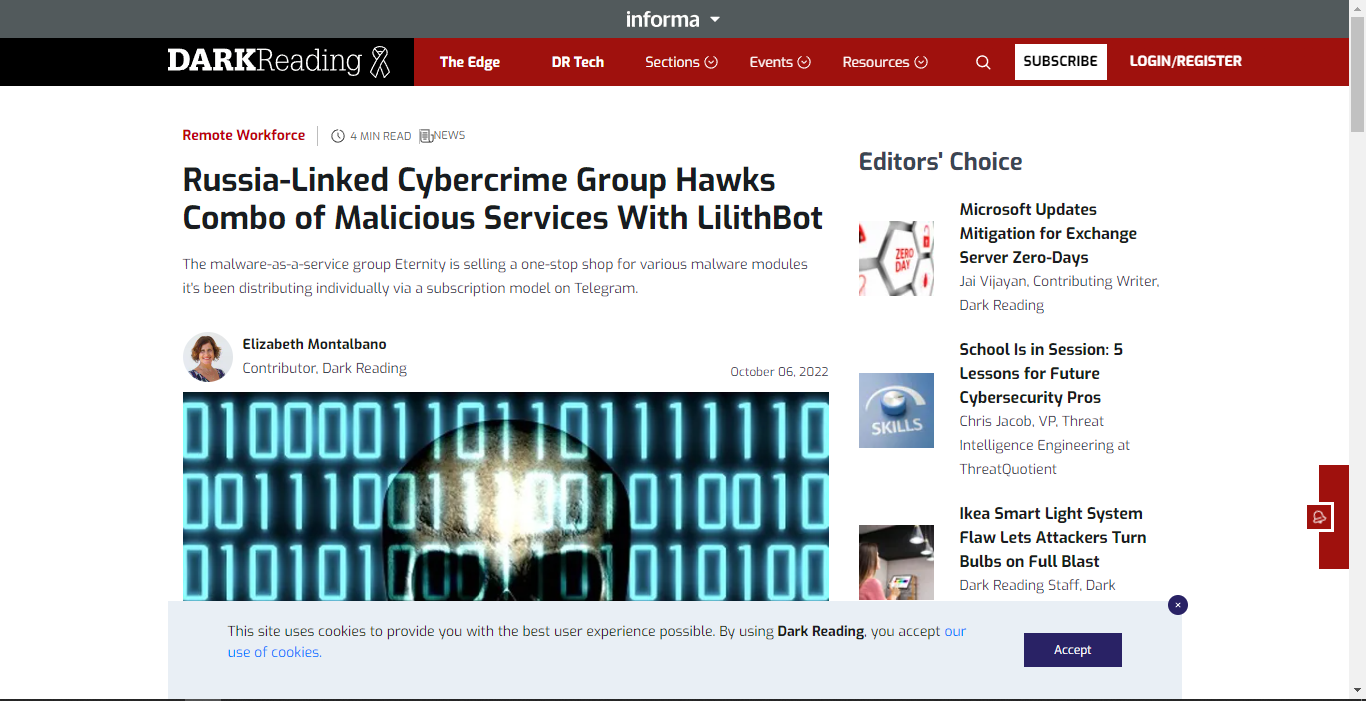 informa
DARKReading
The Edge
DR Tech
Sections
Events
Resources
SUBSCRIBE
LOGIN/REGISTER
Remote Workforce
4 MIN READ
NEWS
Russia-Linked Cybercrime Group Hawks
Combo of Malicious Services With LilithBot
The malware-as-a-service group Eternity is selling a one-stop shop for various malware modules
it's been distributing individually via a subscription model on Telegram.
Elizabeth Montalbano
Contributor, Dark Reading
October 06, 2022
Editors' Choice
ZERO
DAY
Microsoft Updates
Mitigation for Exchange
Server Zero-Days
Jai Vijayan, Contributing Writer,
Dark Reading
SKILLS
School Is in Session: 5
Lessons for Future
Cybersecurity Pros
Chris Jacob, VP, Threat
Intelligence Engineering at
ThreatQuotient
Ikea Smart Light System
Flaw Lets Attackers Turn
Bulbs on Full Blast
Dark Reading Staff, Dark
This site uses cookies to provide you with the best user experience possible. By using Dark Reading, you accept our
use of cookies.
Accept